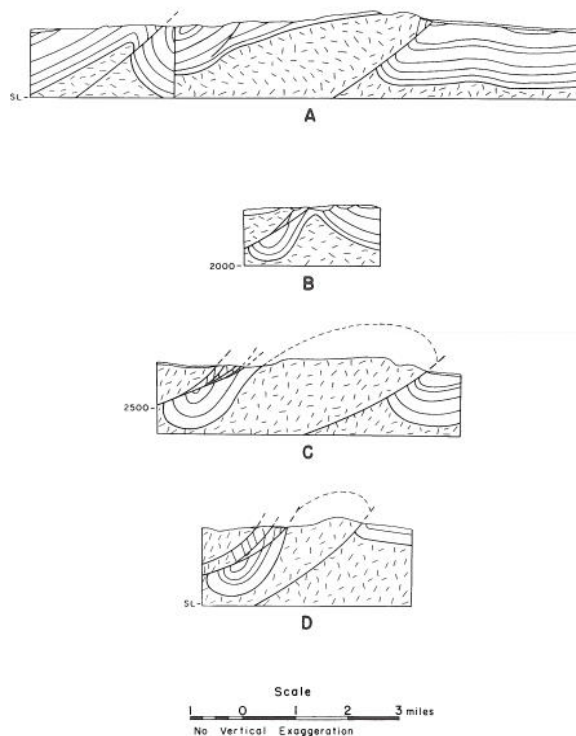 SL
A
2000
B
2500
C
SL
D
Scale
1 0 1 2 3 miles
No Vertical Exaggeration